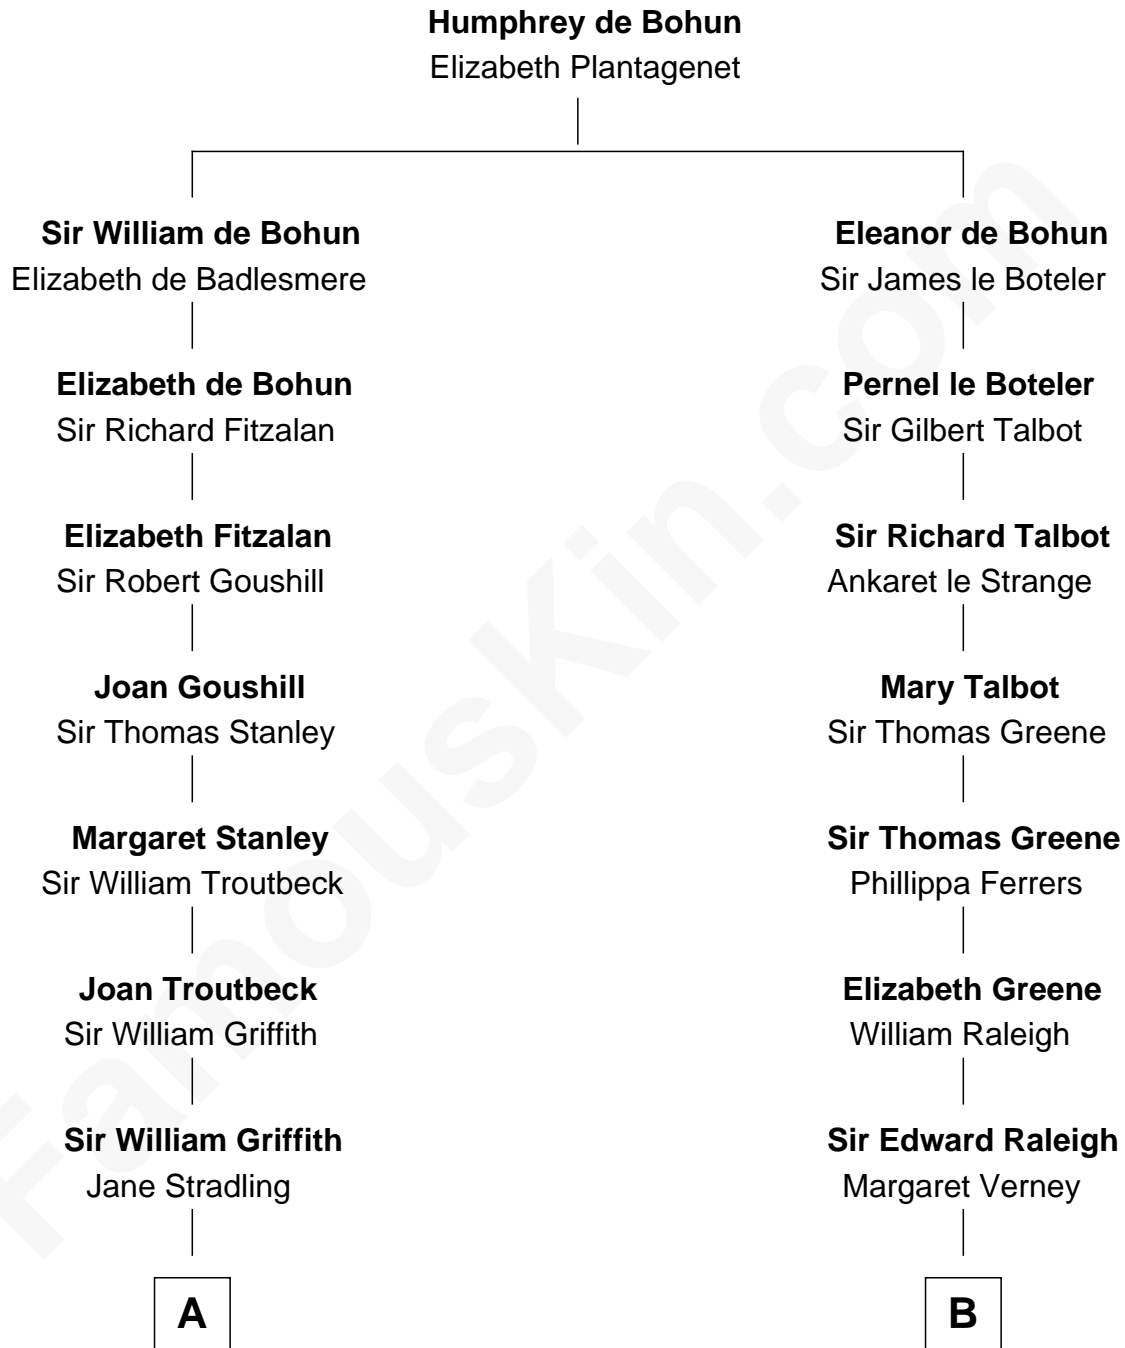 Humphrey de Bohun
Elizabeth Plantagenet
Sir William de Bohun
Elizabeth de Badlesmere
Eleanor de Bohun
Sir James le Boteler
Elizabeth de Bohun
Sir Richard Fitzalan
Pernel le Boteler
Sir Gilbert Talbot
Elizabeth Fitzalan
Sir Robert Goushill
Sir Richard Talbot
Ankaret le Strange
Joan Goushill
Sir Thomas Stanley
Mary Talbot
Sir Thomas Greene
Margaret Stanley
Sir William Troutbeck
Sir Thomas Greene
Phillippa Ferrers
Joan Troutbeck
Sir William Griffith
Elizabeth Greene
William Raleigh
Sir William Griffith
Jane Stradling
Sir Edward Raleigh
Margaret Verney
A
B
FamousKin.com